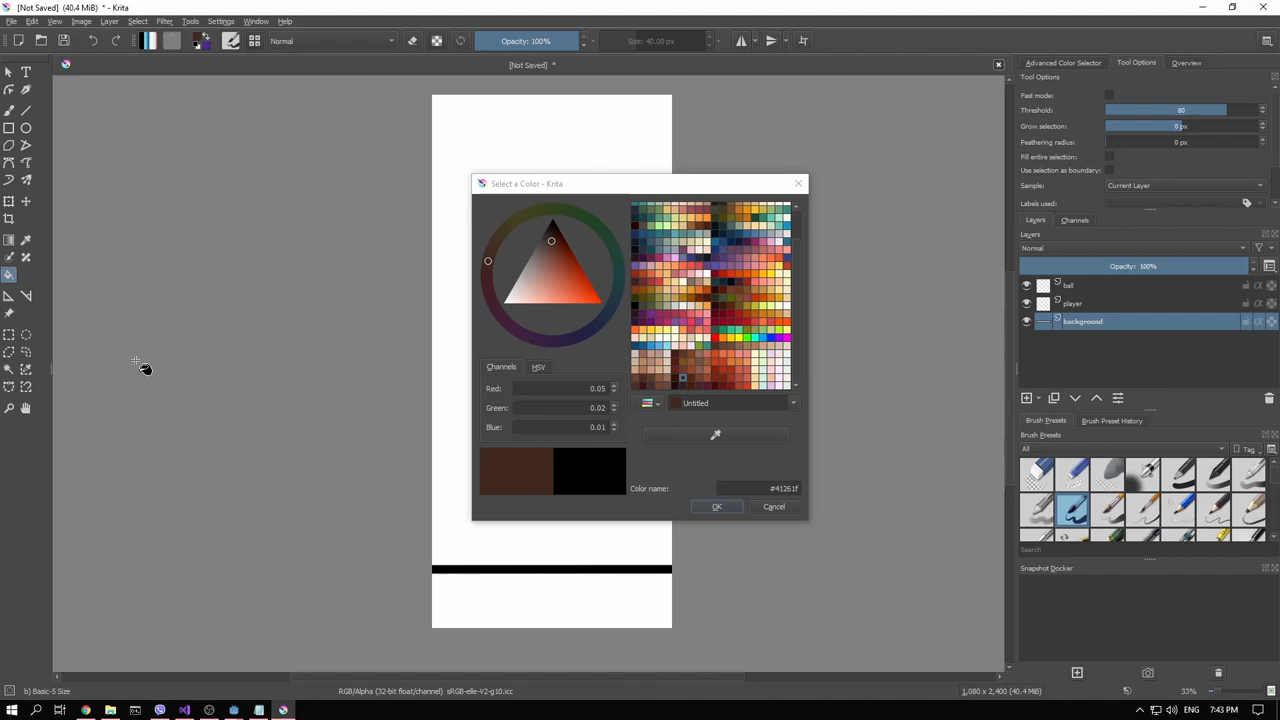 [Not Saved] (40.4 MiB) * - Krita
File Edit View Image Layer Select Filter Tools Settings Window Help
Normal
Opacity: 100%
Size: 40.00 px
[Not Saved] *
Advanced Color Selector Tool Options Overview
Tool Options
Fast mode:
Threshold: 80
Grow selection: 0 px
Feathering radius: 0 px
Fill entire selection:
Use selection as boundary:
Sample: Current Layer
Labels used:
Layers Channels
Layers
Normal
Opacity: 100%
ball
player
background
Select a Color - Krita
Channels HSV
Red: 0.05
Green: 0.02
Blue: 0.01
Untitled
Color name: #41261f
OK Cancel
Brush Presets Brush Preset History
Brush Presets
All Tag
Search
Snapshot Docker
b) Basic-5 Size
RGB/Alpha (32-bit float/channel) sRGB-elle-V2-g10.icc
1,080 x 2,400 (40.4 MiB)
33%
ENG 7:43 PM